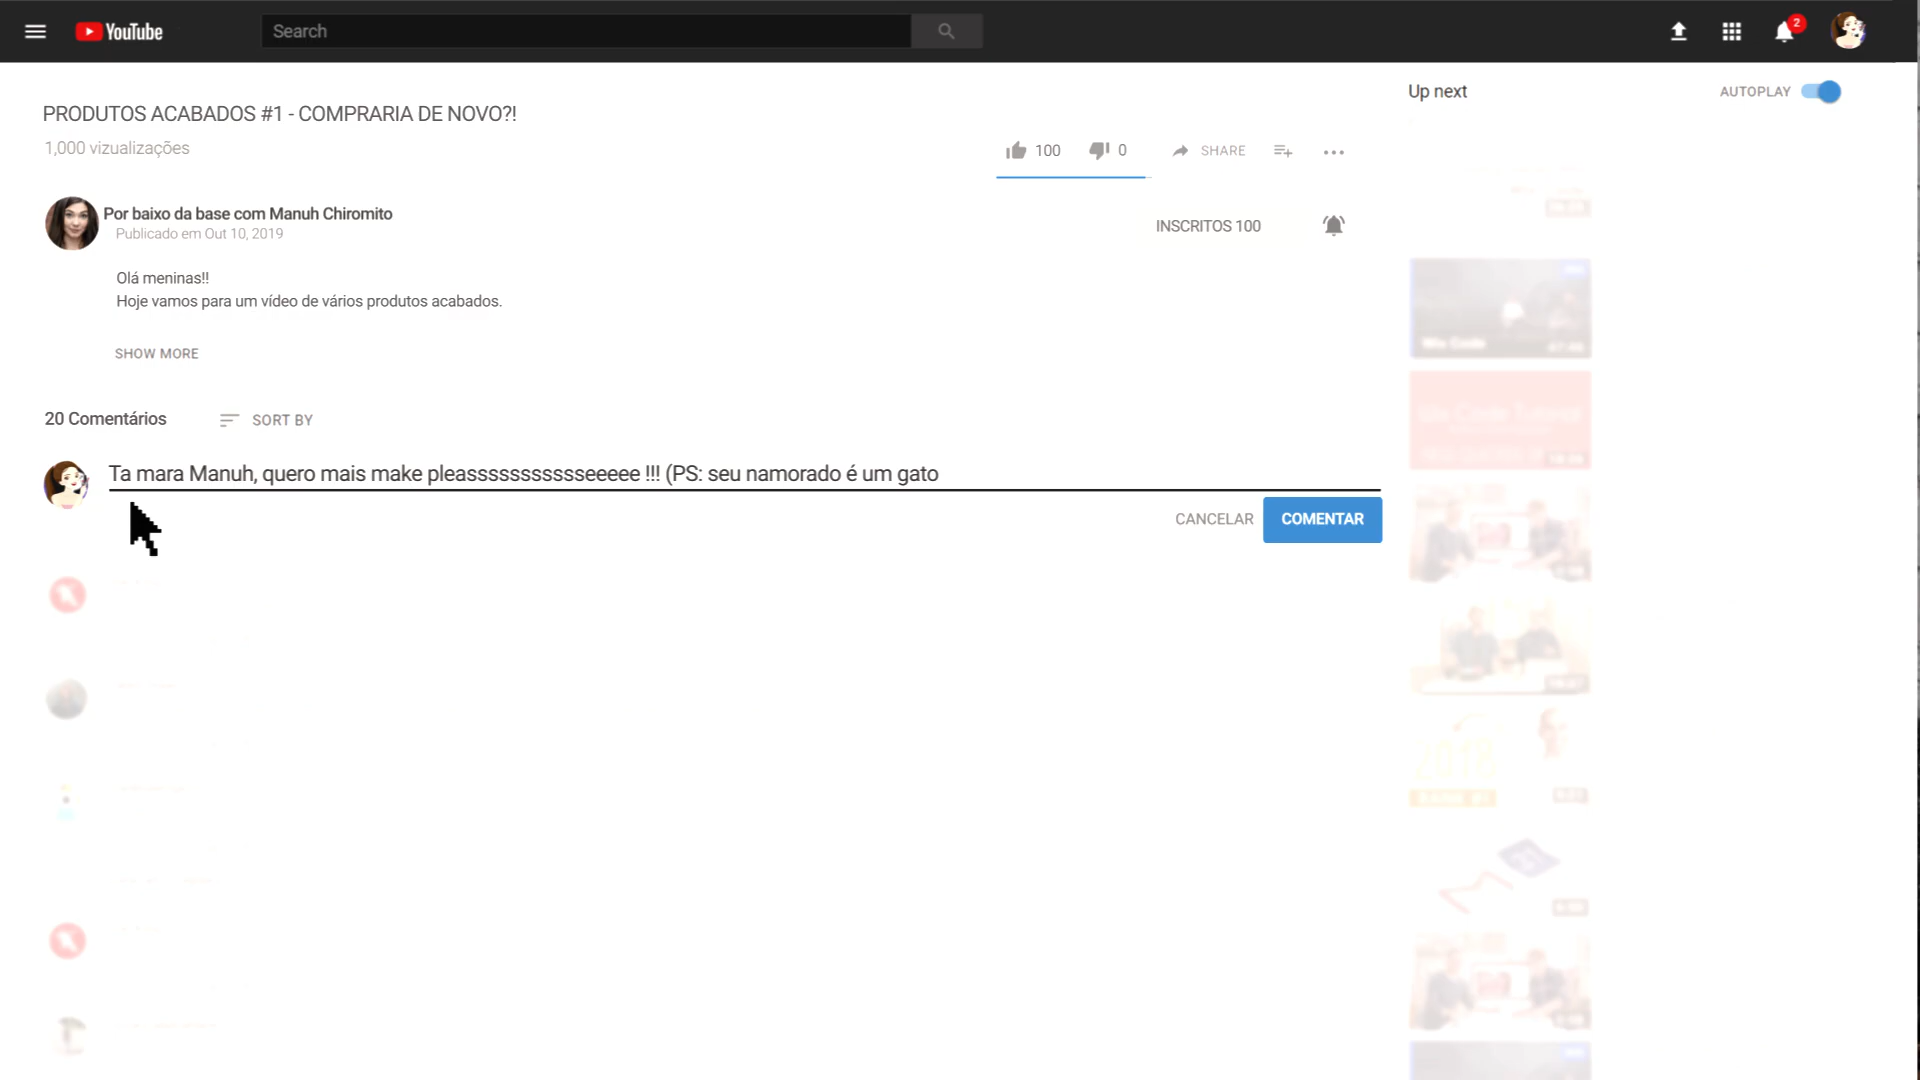 YouTube
Search
2
PRODUTOS ACABADOS #1 - COMPRARIA DE NOVO?!
1,000 vizualizações
100
0
SHARE
Por baixo da base com Manuh Chiromito
Publicado em Out 10, 2019
INSCRITOS 100
Olá meninas!!
Hoje vamos para um vídeo de vários produtos acabados.
SHOW MORE
20 Comentários
SORT BY
Ta mara Manuh, quero mais make pleasssssssssssseeeee !!! (PS: seu namorado é um gato
CANCELAR
COMENTAR
Up next
AUTOPLAY
2018